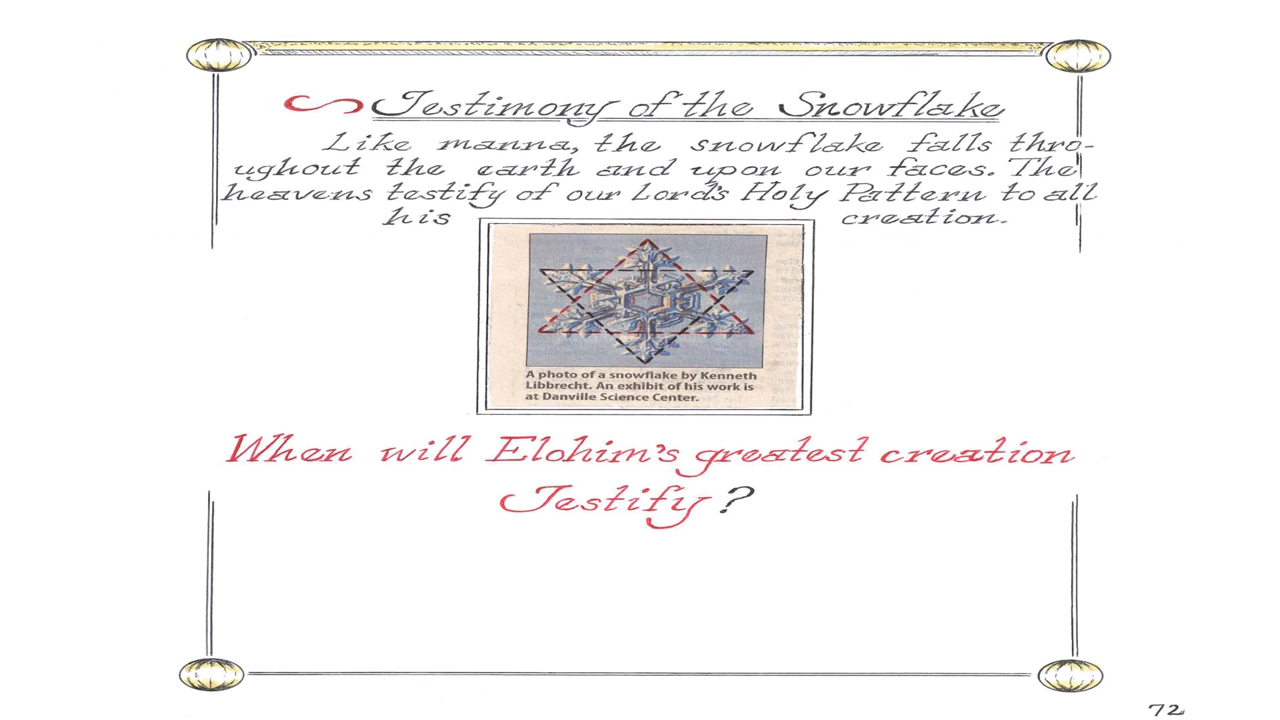 Testimony of the Snowflake
Like manna, the snowflake falls thro-
ughout the earth and upon our faces. The
heavens testify of our Lord's Holy Pattern to all
his creation.
A photo of a snowflake by Kenneth
Libbrecht. An exhibit of his work is
at Danville Science Center.
When will Elohim's greatest creation
Testify?
72